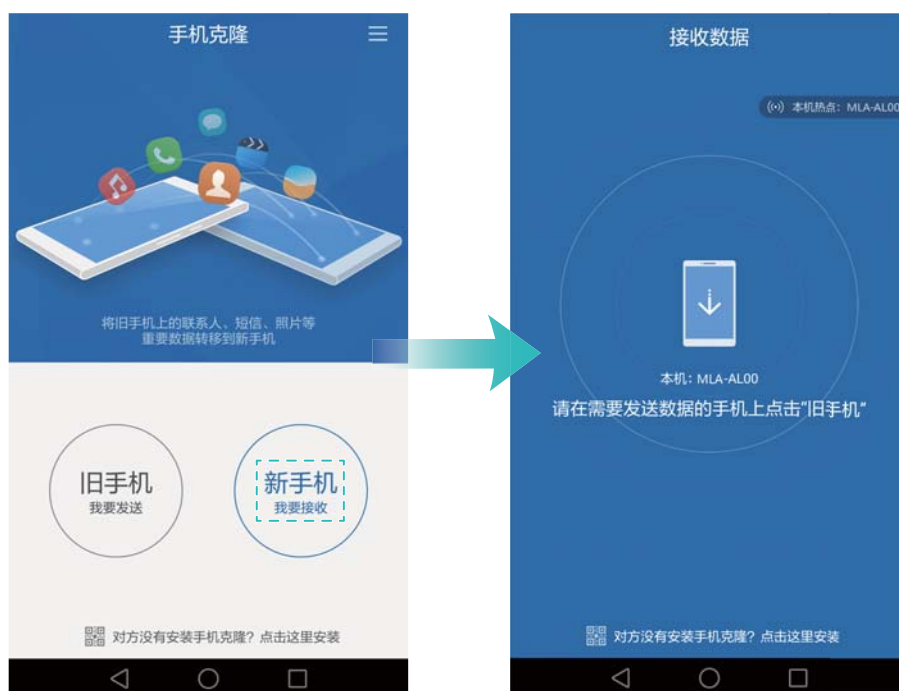 手机克隆
将旧手机上的联系人、短信、照片等
重要数据转移到新手机
旧手机
我要发送
新手机
我要接收
对方没有安装手机克隆？点击这里安装
接收数据
本机热点：MLA-AL00
本机：MLA-AL00
请在需要发送数据的手机上点击"旧手机"
对方没有安装手机克隆？点击这里安装